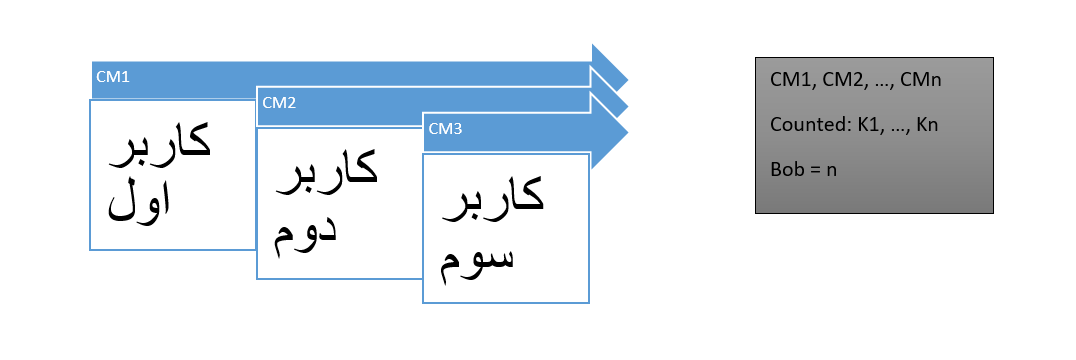 CM1
کاربر
اول
CM2
کاربر
دوم
CM3
کاربر
سوم
CM1, CM2, ..., CMn
Counted: K1, ..., Kn
Bob = n